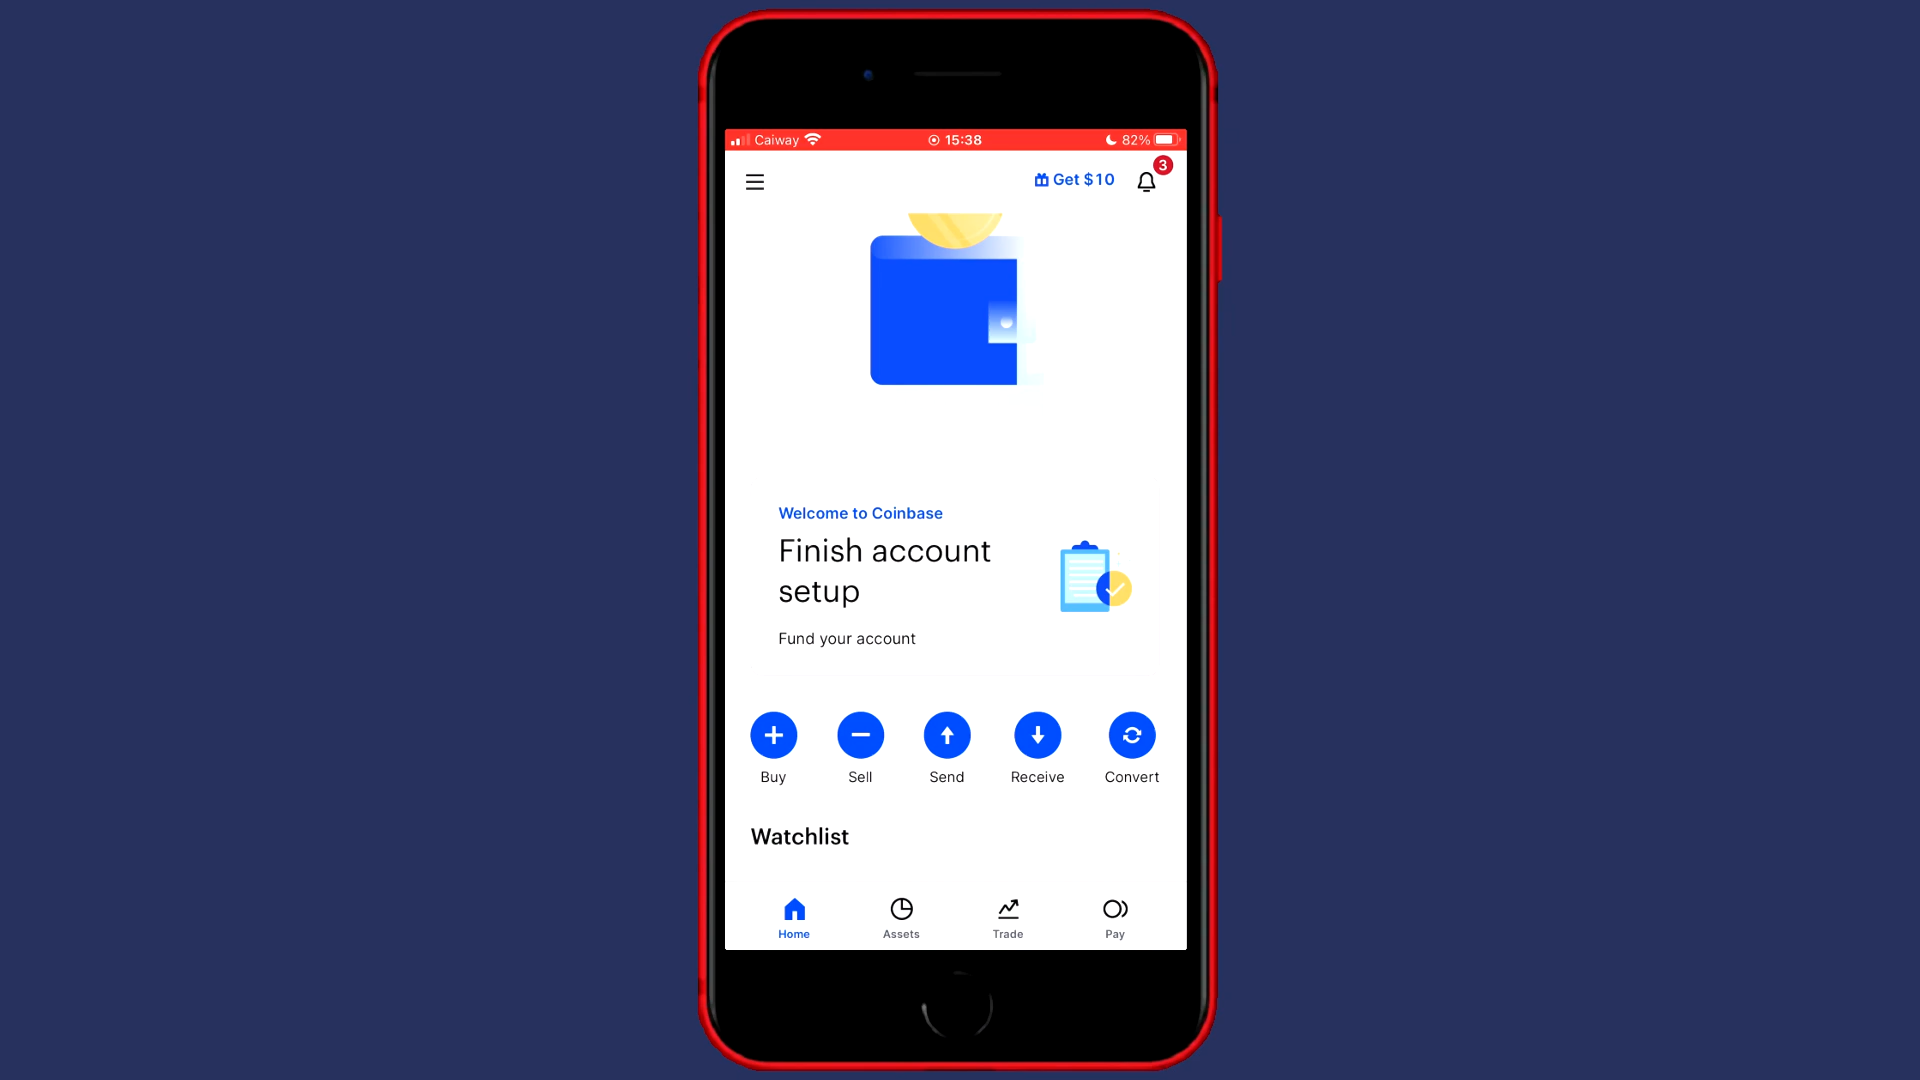 Caiway 15:38 82%
Get $10 3
Welcome to Coinbase
Finish account
setup
Fund your account
Buy Sell Send Receive Convert
Watchlist
Home Assets Trade Pay